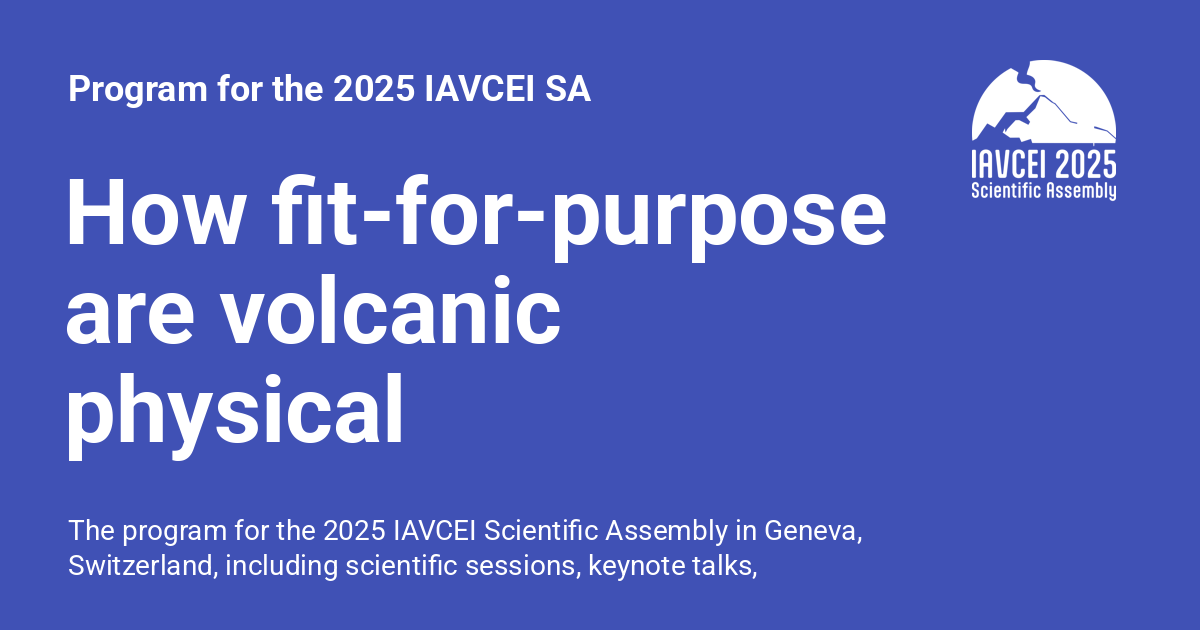 Program for the 2025 IAVCEI SA
IAVCEI 2025
Scientific Assembly
How fit-for-purpose
are volcanic
physical
The program for the 2025 IAVCEI Scientific Assembly in Geneva,
Switzerland, including scientific sessions, keynote talks,